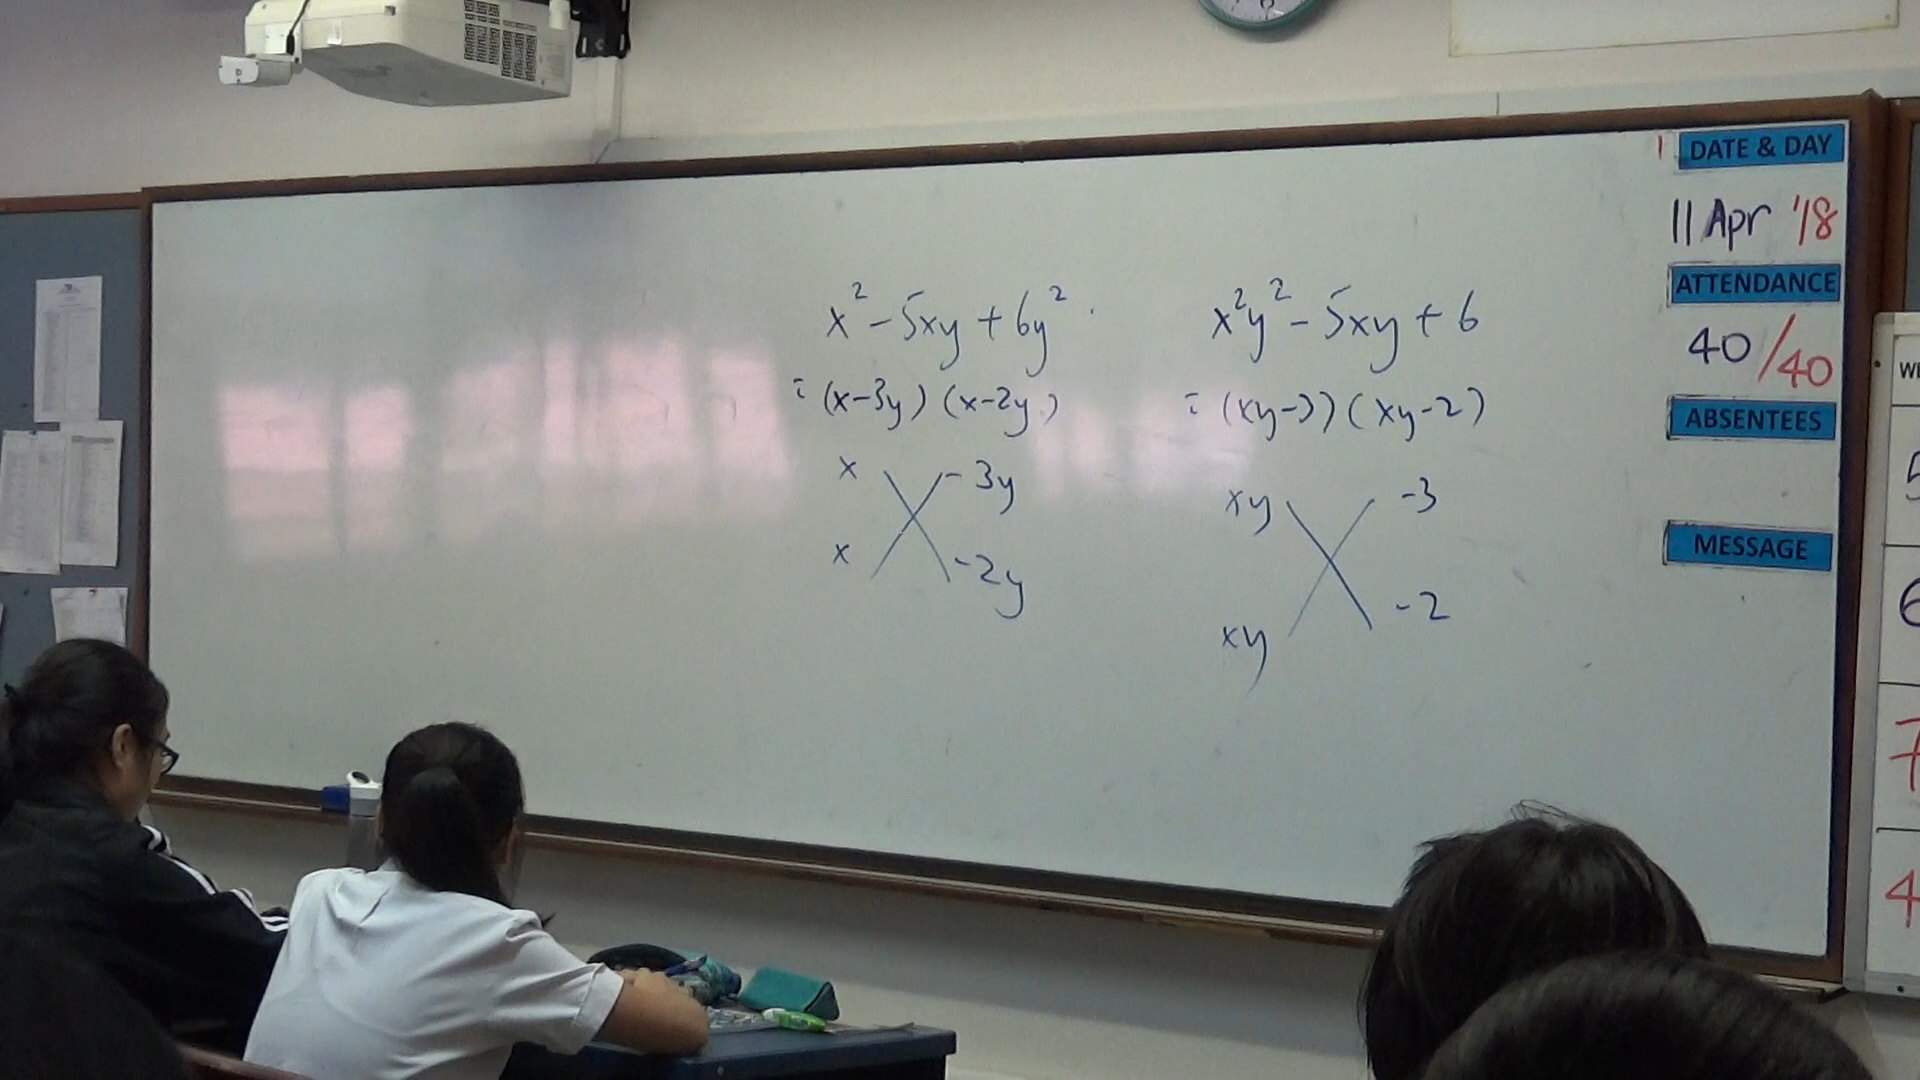 DATE & DAY
11 Apr '18
ATTENDANCE
40/40
ABSENTEES
MESSAGE
x² - 5xy + 6y²
= (x-3y) (x-2y)
x -3y
x -2y
x²y² - 5xy + 6
= (xy-3) (xy-2)
xy -3
xy -2